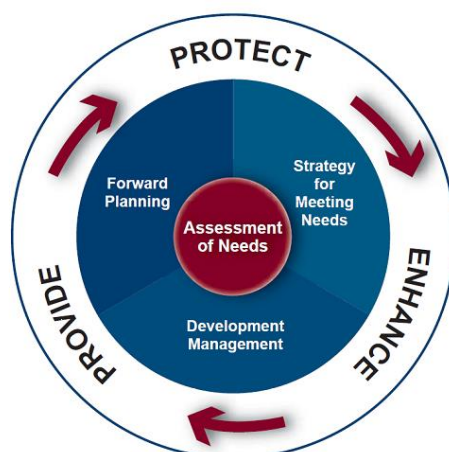 PROTECT
Strategy
for
Meeting
Needs
Forward
Planning
Assessment
of Needs
Development
Management
ENHANCE
PROVIDE